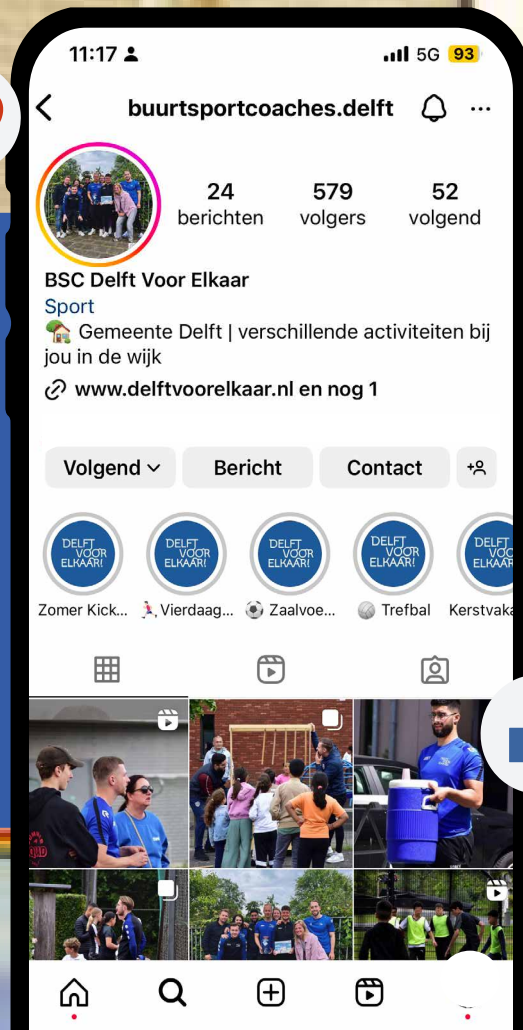 11:17
5G 93
buurtsportcoaches.delft
24
579
52
berichten
volgers
volgend
BSC Delft Voor Elkaar
Sport
Gemeente Delft | verschillende activiteiten bij
jou in de wijk
www.delftvoorelkaar.nl en nog 1
Volgend
Bericht
Contact
DELFT
VOOR
ELKAAR!
DELFT
VOOR
ELKAAR!
DELFT
VOOR
ELKAAR!
DELFT
VOOR
ELKAAR!
DELFT
VOO
ELKAAR
Zomer Kick...
Vierdaag...
Zaalvoe...
Trefbal
Kerstvaka